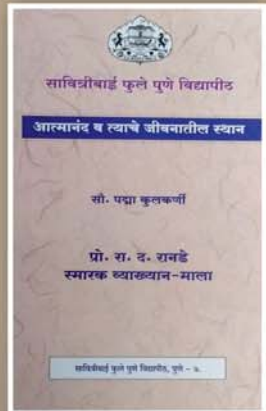 सावित्रीबाई फुले पुणे विद्यापीठ
आत्मानंद व त्याचे जीवनातील स्थान
सौ. पद्मा कुलकर्णी
प्रो. रा. द. रानडे
स्मारक व्याख्यान-माला
सावित्रीबाई फुले पुणे विद्यापीठ, पुणे - ७.